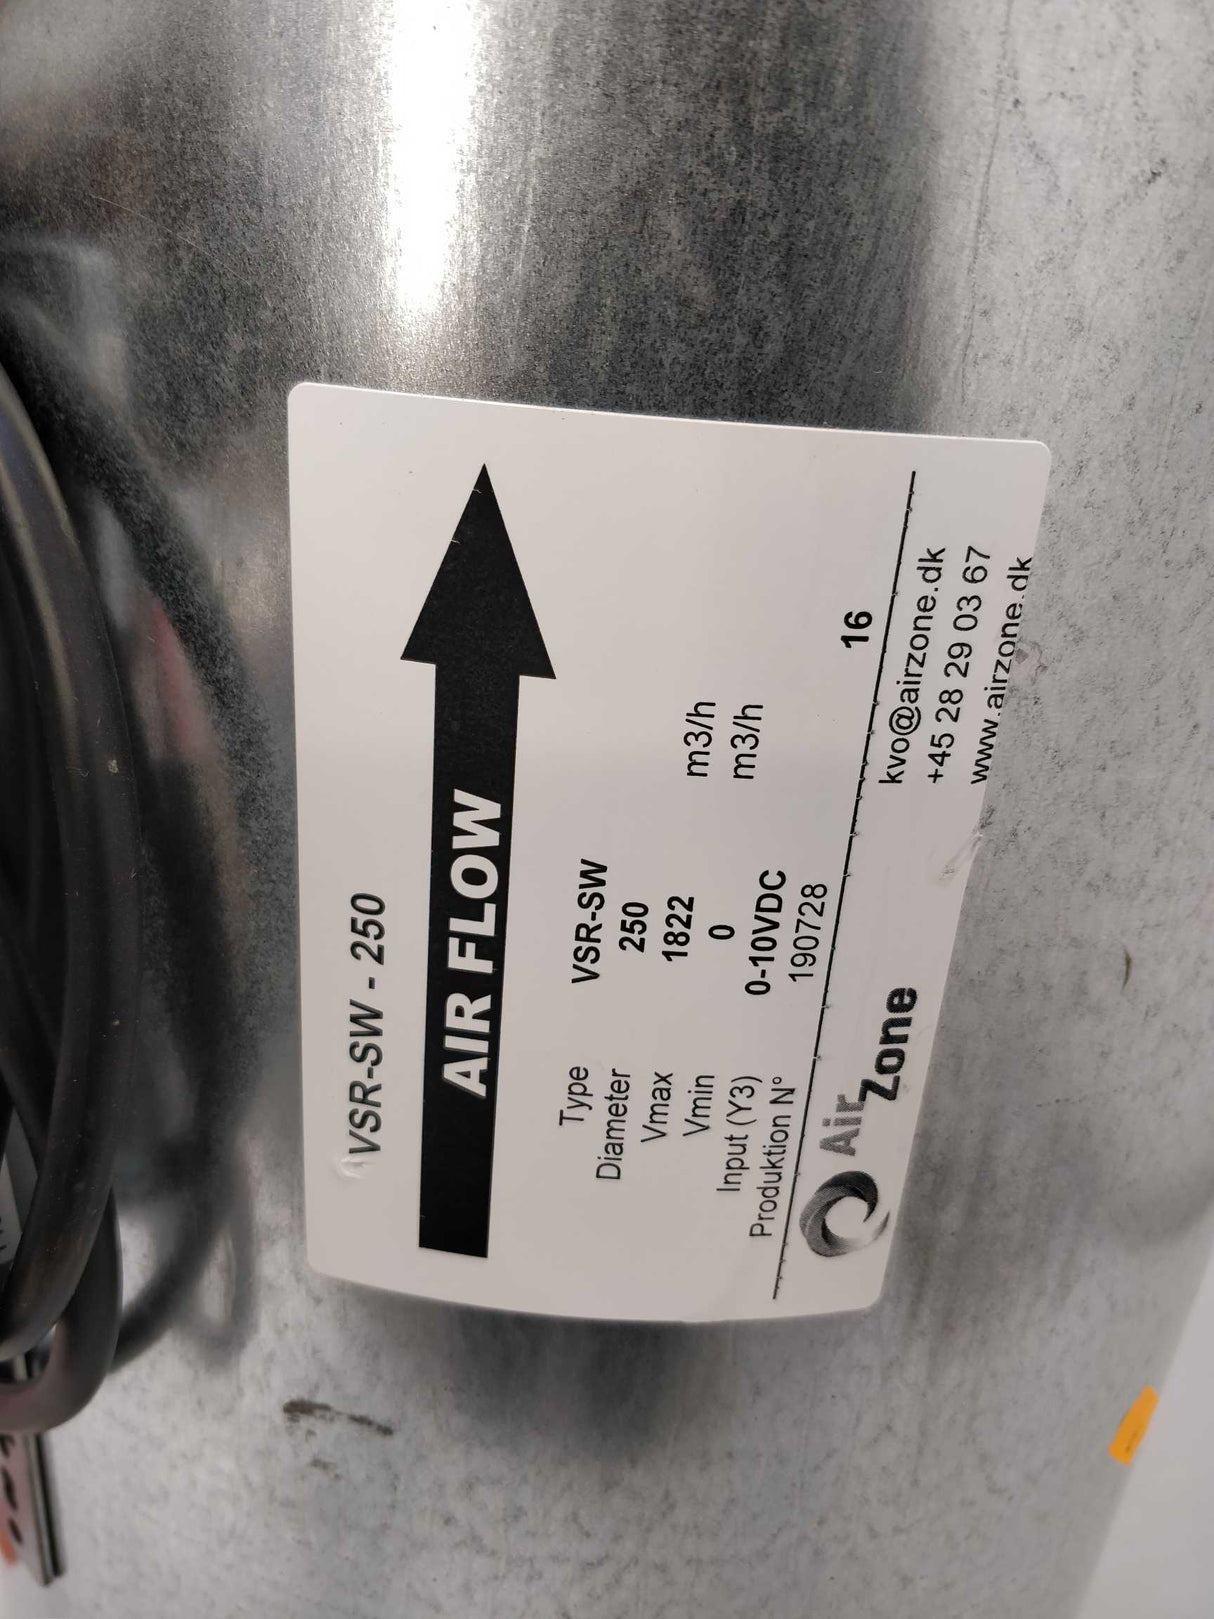 VSR-SW - 250
AIR FLOW
Type VSR-SW
Diameter 250
Vmax 1822 m3/h
Vmin 0 m3/h
Input (Y3) 0-10VDC
Produktion N° 190728 16
Air Zone
kvo@airzone.dk
+45 28 29 03 67
www.airzone.dk